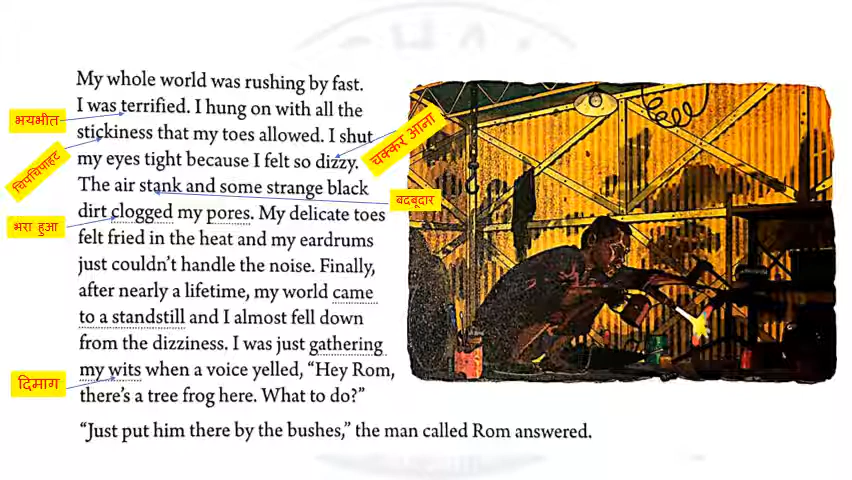 My whole world was rushing by fast.
I was terrified. I hung on with all the
भयभीत
stickiness that my toes allowed. I shut
चक्कर आना
my eyes tight because I felt so dizzy.
चिपचिपाहट
The air stank and some strange black
बदबूदार
dirt clogged my pores. My delicate toes
भरा हुआ
felt fried in the heat and my eardrums
just couldn't handle the noise. Finally,
after nearly a lifetime, my world came
to a standstill and I almost fell down
from the dizziness. I was just gathering
my wits when a voice yelled, “Hey Rom,
दिमाग
there's a tree frog here. What to do?”
“Just put him there by the bushes,” the man called Rom answered.